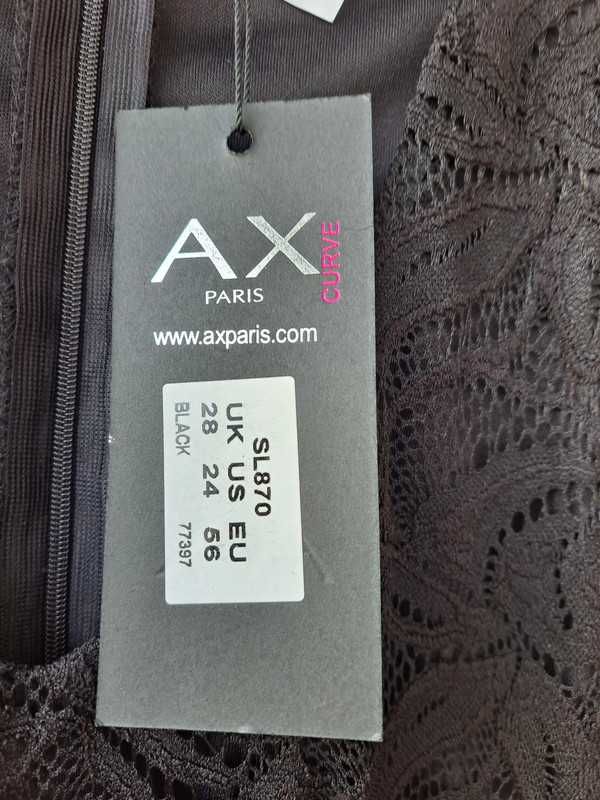 AX
CURVE
PARIS
www.axparis.com
SL870
UK US EU
28 24 56
BLACK 77397